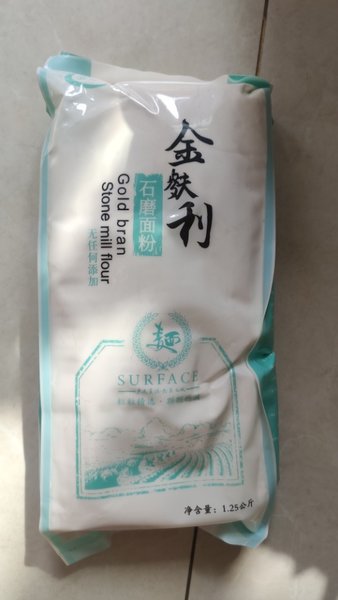 金麸利
石磨面粉
Gold bran
Stone mill flour
无任何添加
麺
SURFACE
净含量：1.25公斤